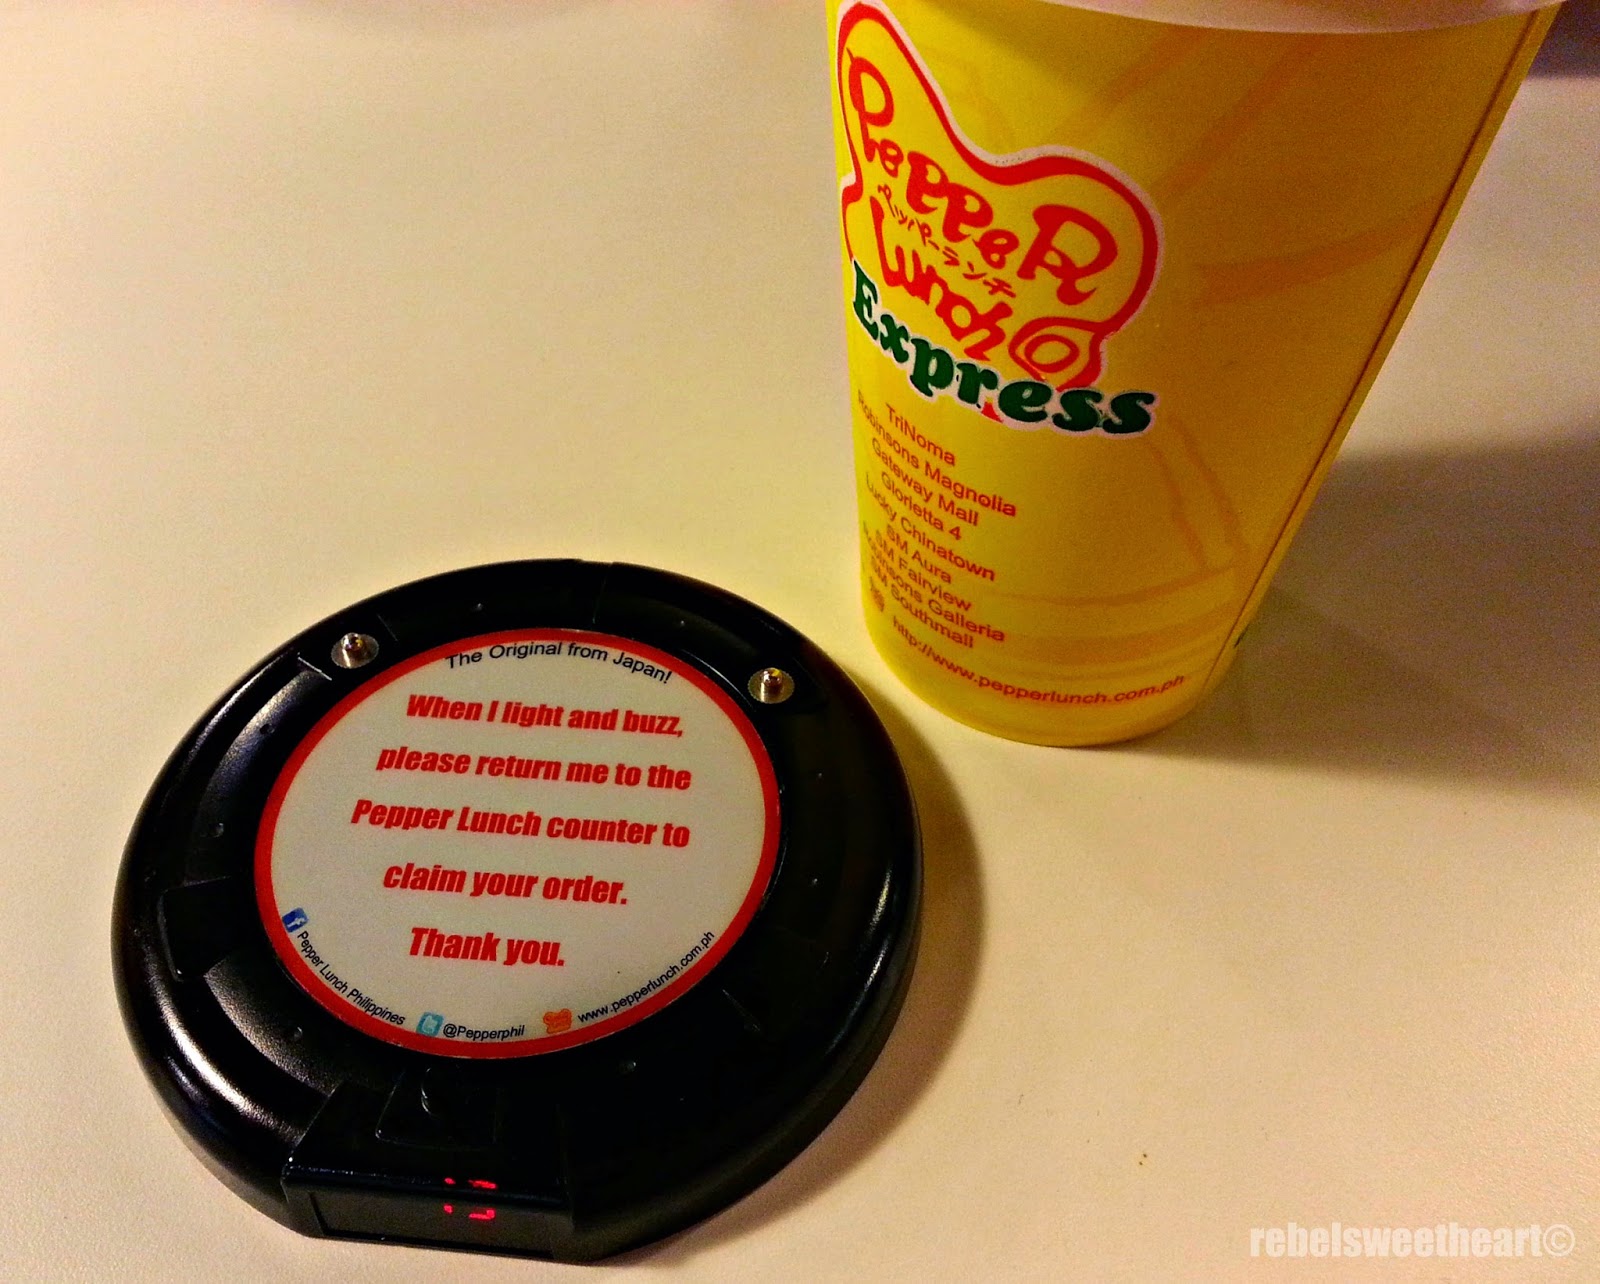 PePPeR
ペッパーランチ
Lunch
Express
TriNoma
Robinsons Magnolia
Gateway Mall
Glorietta 4
Lucky Chinatown
SM Aura
SM Fairview
Robinsons Galleria
SM Southmall
http://www.pepperlunch.com.ph
The Original from Japan!
When I light and buzz,
please return me to the
Pepper Lunch counter to
claim your order.
Thank you.
Pepper Lunch Philippines
@Pepperphil
www.pepperlunch.com.ph
rebelsweetheart©